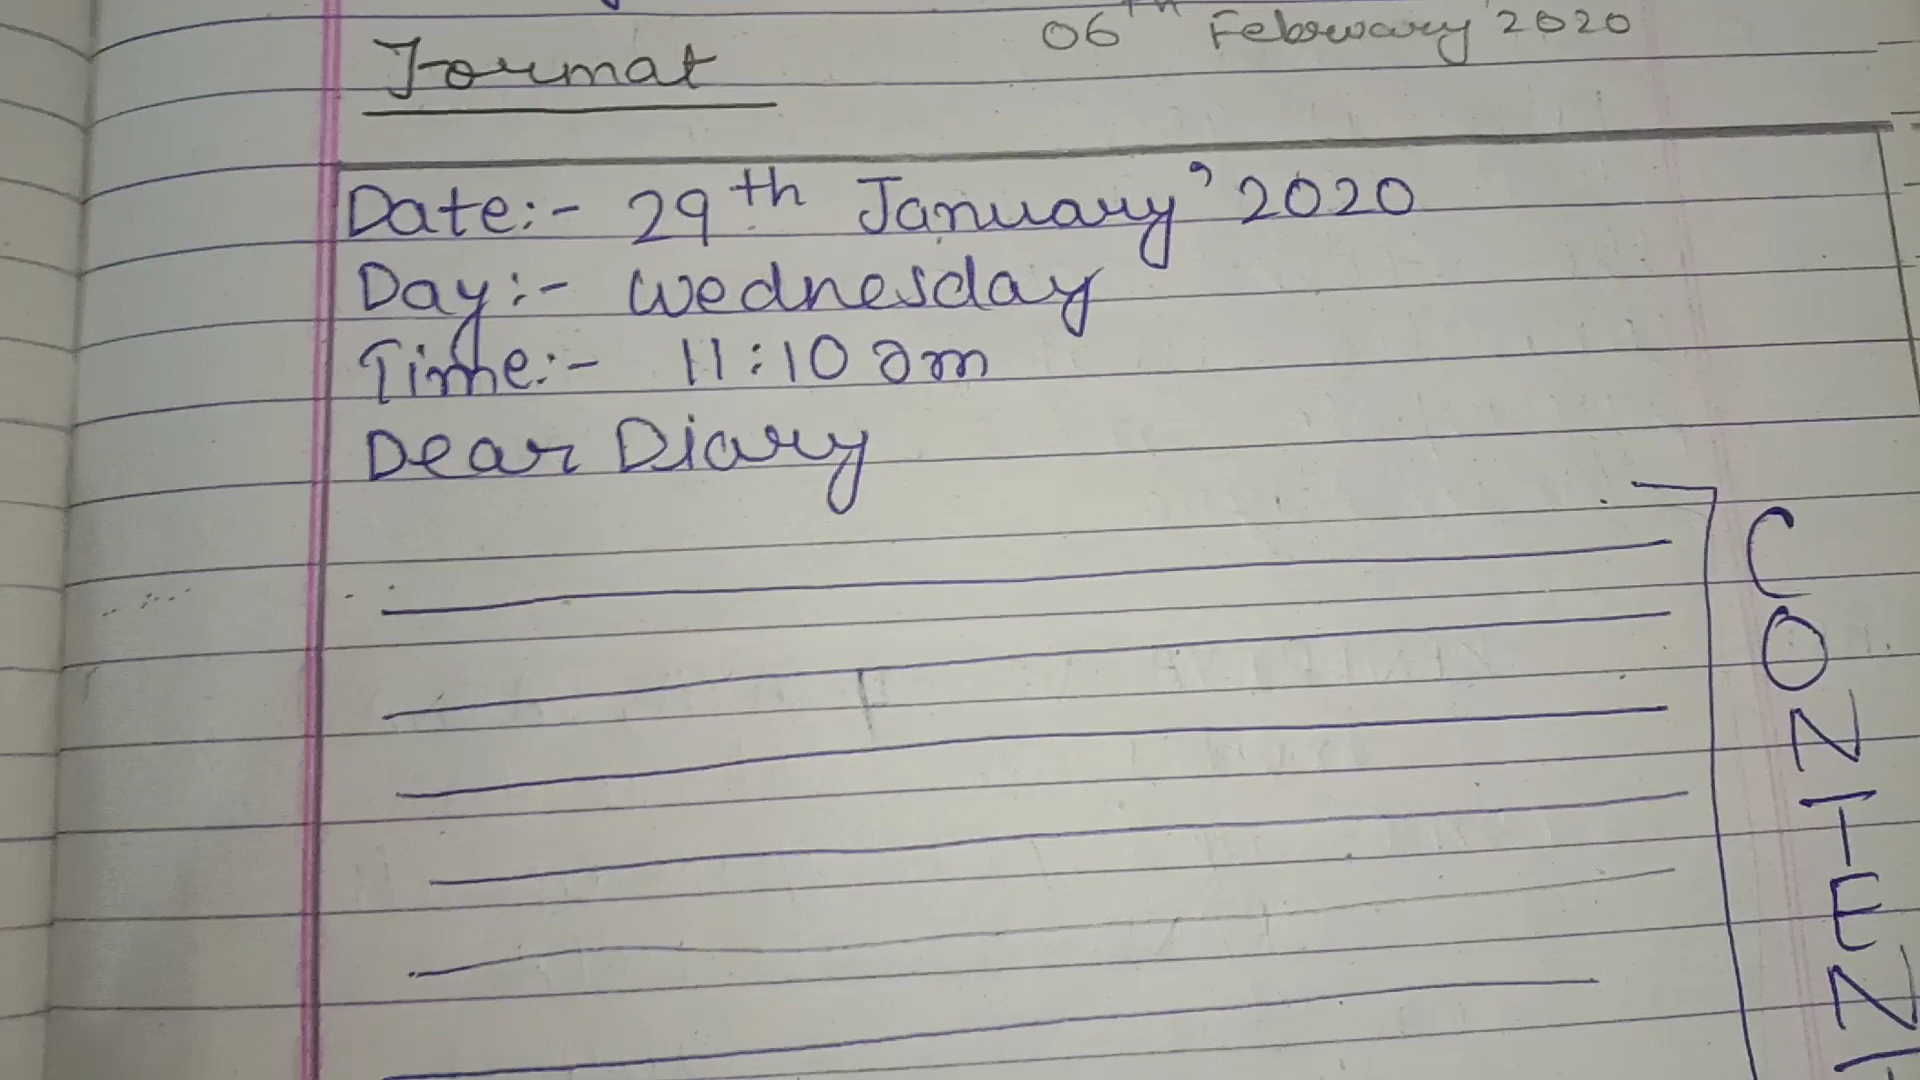 06th February 2020
Format
Date:- 29th January' 2020
Day:- Wednesday
Time:- 11:10 am
Dear Diary
CONTEN